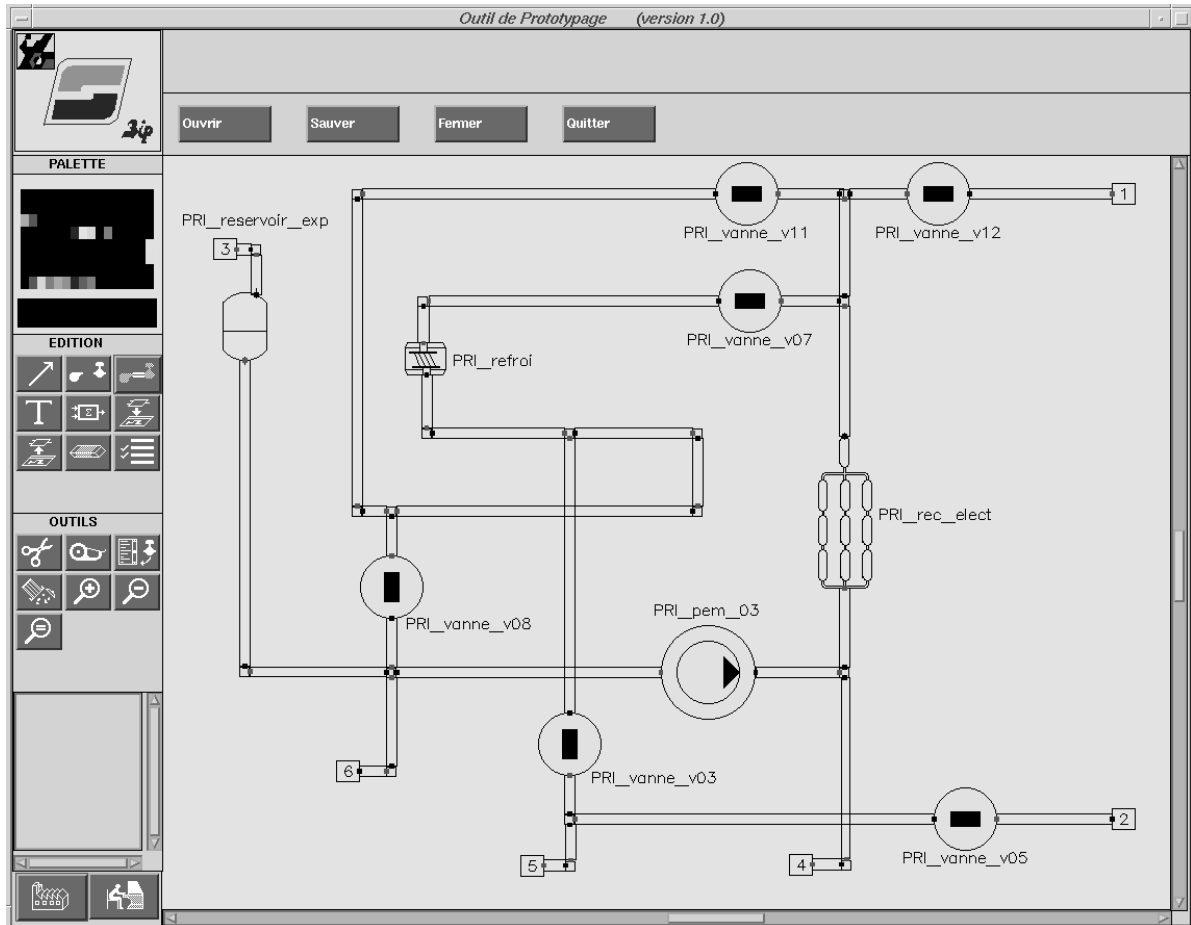 Outil de Prototypage (version 1.0)
3ip
Ouvrir Sauver Fermer Quitter
PALETTE
1
PRI_reservoir_exp
PRI_vanne_v11 PRI_vanne_v12
3
EDITION
PRI_vanne_v07
PRI_refroi
T Σ
PRI_rec_elect
OUTILS
PRI_pem_03
PRI_vanne_v08
6
PRI_vanne_v03
2
PRI_vanne_v05
5 4